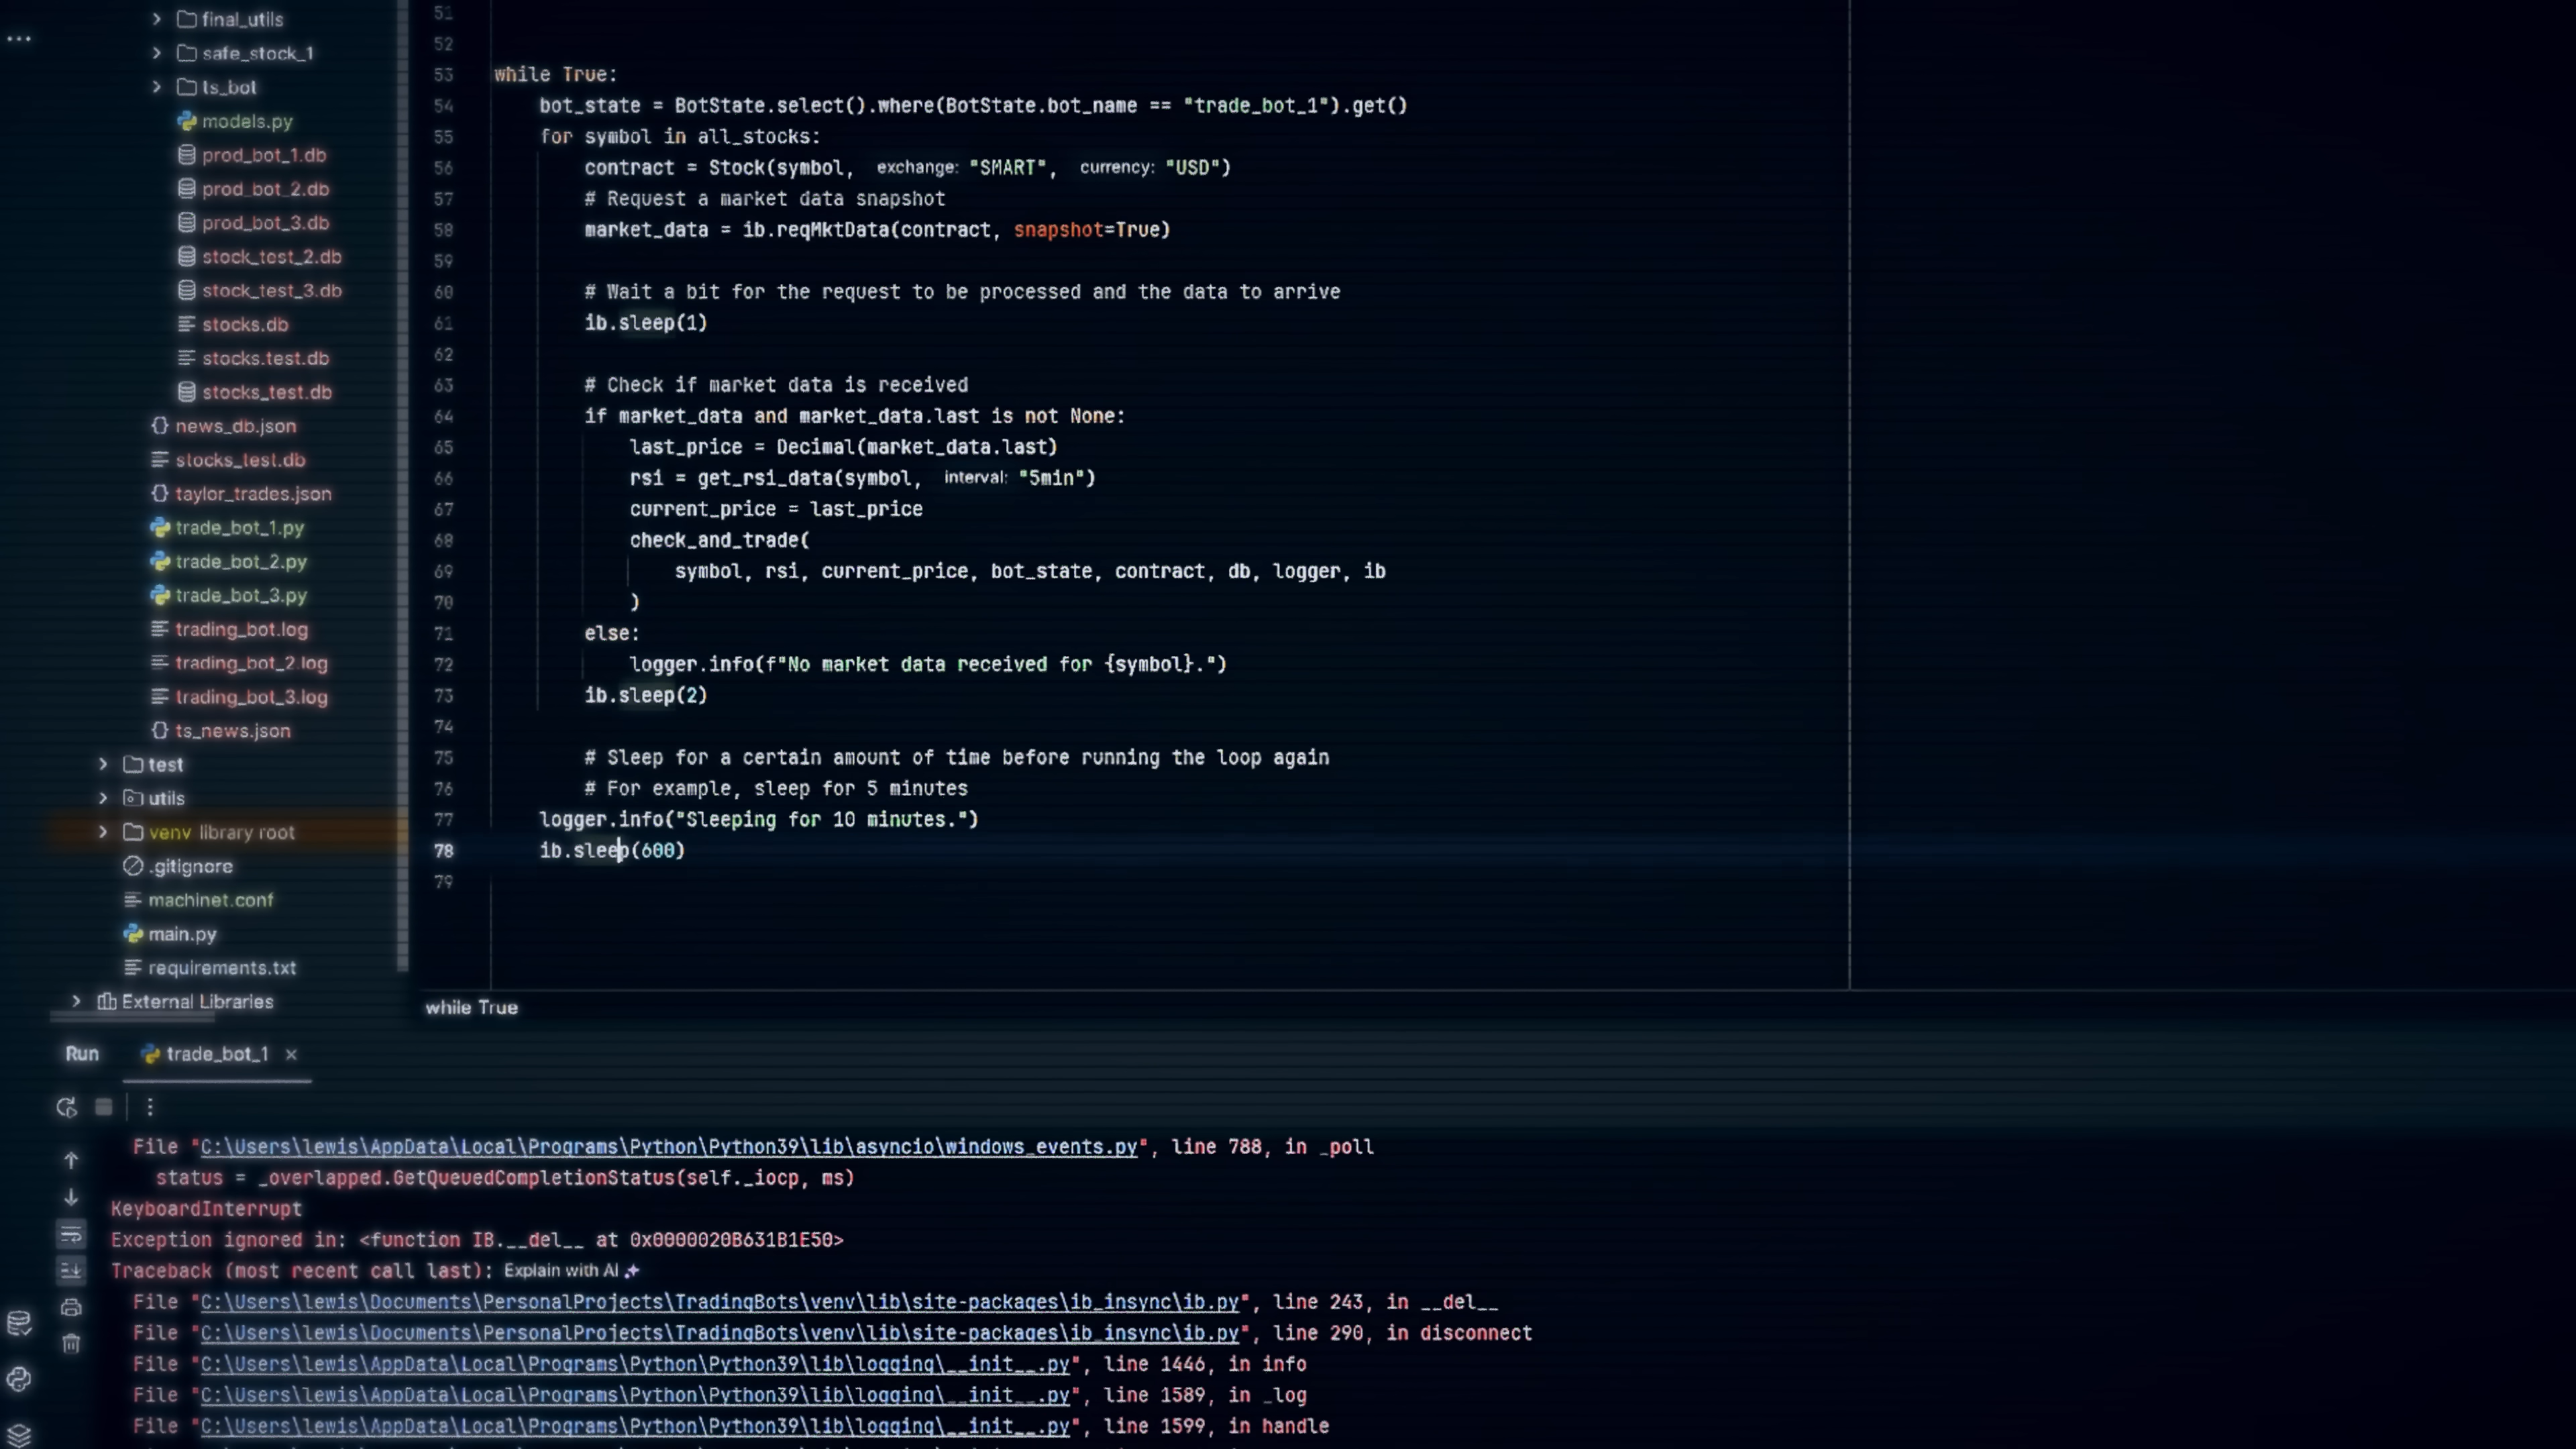 final_utils
safe_stock_1
ts_bot
models.py
prod_bot_1.db
prod_bot_2.db
prod_bot_3.db
stock_test_2.db
stock_test_3.db
stocks.db
stocks.test.db
stocks_test.db
news_db.json
stocks_test.db
taylor_trades.json
trade_bot_1.py
trade_bot_2.py
trade_bot_3.py
trading_bot.log
trading_bot_2.log
trading_bot_3.log
ts_news.json
test
utils
venv library root
.gitignore
machinet.conf
main.py
requirements.txt
External Libraries
51
52
53 while True:
54 bot_state = BotState.select().where(BotState.bot_name == "trade_bot_1").get()
55 for symbol in all_stocks:
56 contract = Stock(symbol, exchange: "SMART", currency: "USD")
57 # Request a market data snapshot
58 market_data = ib.reqMktData(contract, snapshot=True)
59
60 # Wait a bit for the request to be processed and the data to arrive
61 ib.sleep(1)
62
63 # Check if market data is received
64 if market_data and market_data.last is not None:
65 last_price = Decimal(market_data.last)
66 rsi = get_rsi_data(symbol, interval: "5min")
67 current_price = last_price
68 check_and_trade(
69 symbol, rsi, current_price, bot_state, contract, db, logger, ib
70 )
71 else:
72 logger.info(f"No market data received for {symbol}.")
73 ib.sleep(2)
74
75 # Sleep for a certain amount of time before running the loop again
76 # For example, sleep for 5 minutes
77 logger.info("Sleeping for 10 minutes.")
78 ib.sleep(600)
79
while True
Run trade_bot_1
File "C:\Users\lewis\AppData\Local\Programs\Python\Python39\lib\asyncio\windows_events.py", line 788, in _poll
status = _overlapped.GetQueuedCompletionStatus(self._iocp, ms)
KeyboardInterrupt
Exception ignored in: <function IB.__del__ at 0x0000020B631B1E50>
Traceback (most recent call last): Explain with AI
File "C:\Users\lewis\Documents\PersonalProjects\TradingBots\venv\lib\site-packages\ib_insync\ib.py", line 243, in __del__
File "C:\Users\lewis\Documents\PersonalProjects\TradingBots\venv\lib\site-packages\ib_insync\ib.py", line 290, in disconnect
File "C:\Users\lewis\AppData\Local\Programs\Python\Python39\lib\logging\__init__.py", line 1446, in info
File "C:\Users\lewis\AppData\Local\Programs\Python\Python39\lib\logging\__init__.py", line 1589, in _log
File "C:\Users\lewis\AppData\Local\Programs\Python\Python39\lib\logging\__init__.py", line 1599, in handle